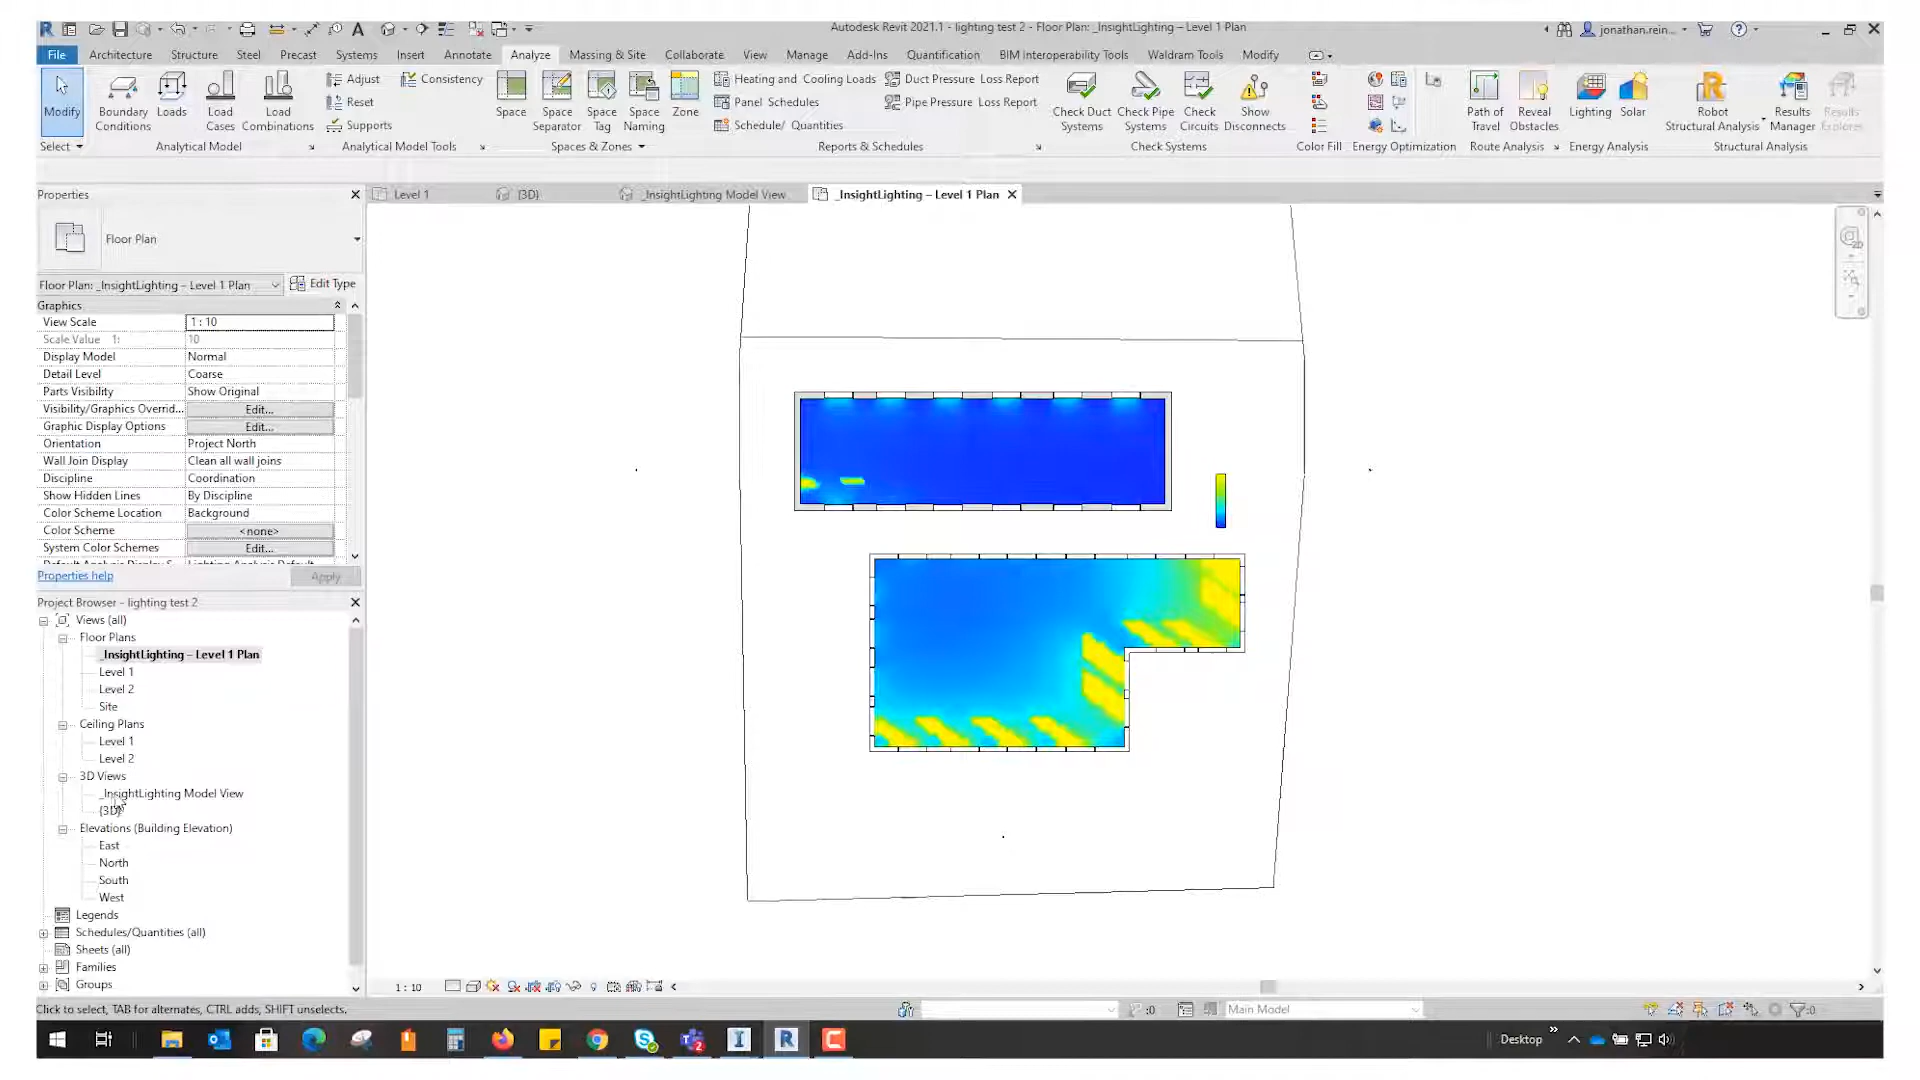 Autodesk Revit 2021.1 - lighting test 2 - Floor Plan: _InsightLighting – Level 1 Plan
jonathan.rein...
File Architecture Structure Steel Precast Systems Insert Annotate Analyze Massing & Site Collaborate View Manage Add-Ins Quantification BIM Interoperability Tools Waldram Tools Modify
Modify
Boundary Conditions
Loads
Load Cases
Load Combinations
Adjust
Reset
Supports
Consistency
Space
Space Separator
Space Tag
Space Naming
Zone
Heating and Cooling Loads
Panel Schedules
Schedule/ Quantities
Duct Pressure Loss Report
Pipe Pressure Loss Report
Check Duct Systems
Check Pipe Systems
Check Circuits
Show Disconnects
Path of Travel
Reveal Obstacles
Lighting
Solar
Robot Structural Analysis
Results Manager
Results Explorer
Select
Analytical Model
Analytical Model Tools
Spaces & Zones
Reports & Schedules
Check Systems
Color Fill
Energy Optimization
Route Analysis
Energy Analysis
Structural Analysis
Properties
Level 1
{3D}
_InsightLighting Model View
_InsightLighting – Level 1 Plan
Floor Plan
Floor Plan: _InsightLighting – Level 1 Plan
Edit Type
Graphics
View Scale 1 : 10
Scale Value 1: 10
Display Model Normal
Detail Level Coarse
Parts Visibility Show Original
Visibility/Graphics Overrid... Edit...
Graphic Display Options Edit...
Orientation Project North
Wall Join Display Clean all wall joins
Discipline Coordination
Show Hidden Lines By Discipline
Color Scheme Location Background
Color Scheme <none>
System Color Schemes Edit...
Properties help
Apply
Project Browser - lighting test 2
Views (all)
Floor Plans
_InsightLighting – Level 1 Plan
Level 1
Level 2
Site
Ceiling Plans
Level 1
Level 2
3D Views
_InsightLighting Model View
{3D}
Elevations (Building Elevation)
East
North
South
West
Legends
Schedules/Quantities (all)
Sheets (all)
Families
Groups
1 : 10
Click to select, TAB for alternates, CTRL adds, SHIFT unselects.
:0
Main Model
:0
Desktop